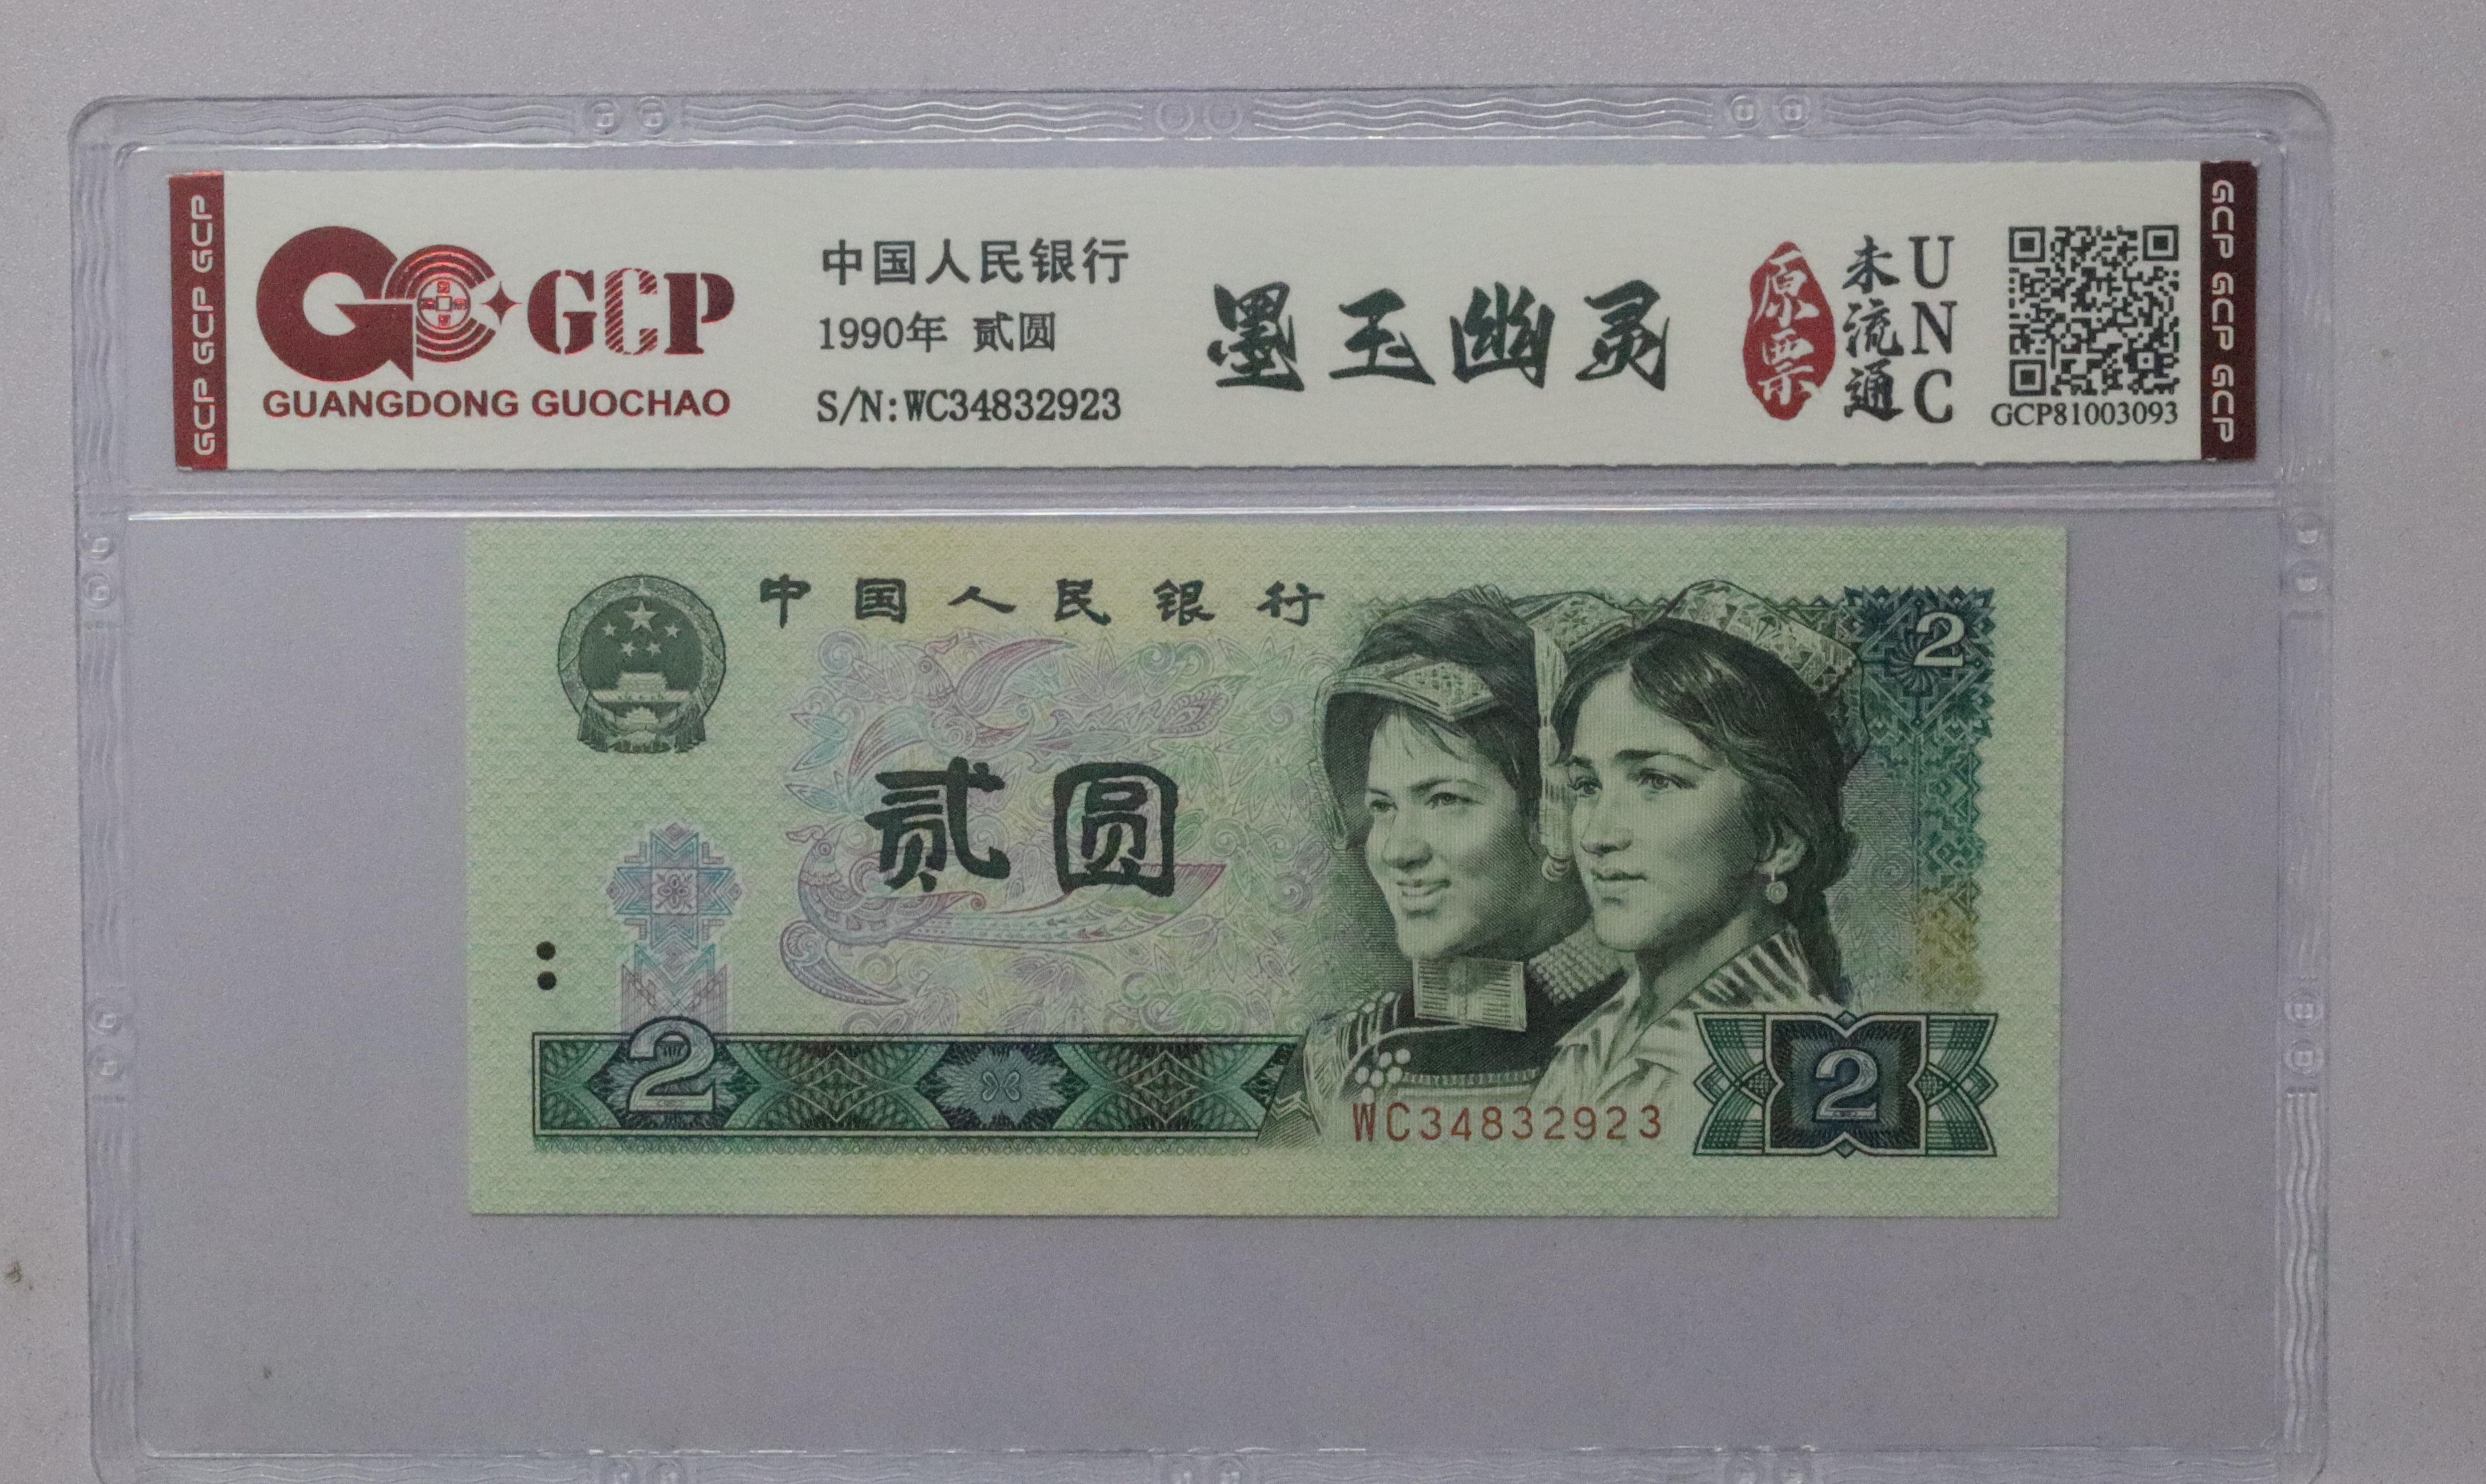 GCP GCP GCP
GCP
GUANGDONG GUOCHAO
中国人民银行
1990年 贰圆
S/N:WC34832923
墨玉幽灵
原票
未流通
UNC
GCP81003093
GCP GCP GCP
中国人民银行
2
贰圆
2
WC34832923
2